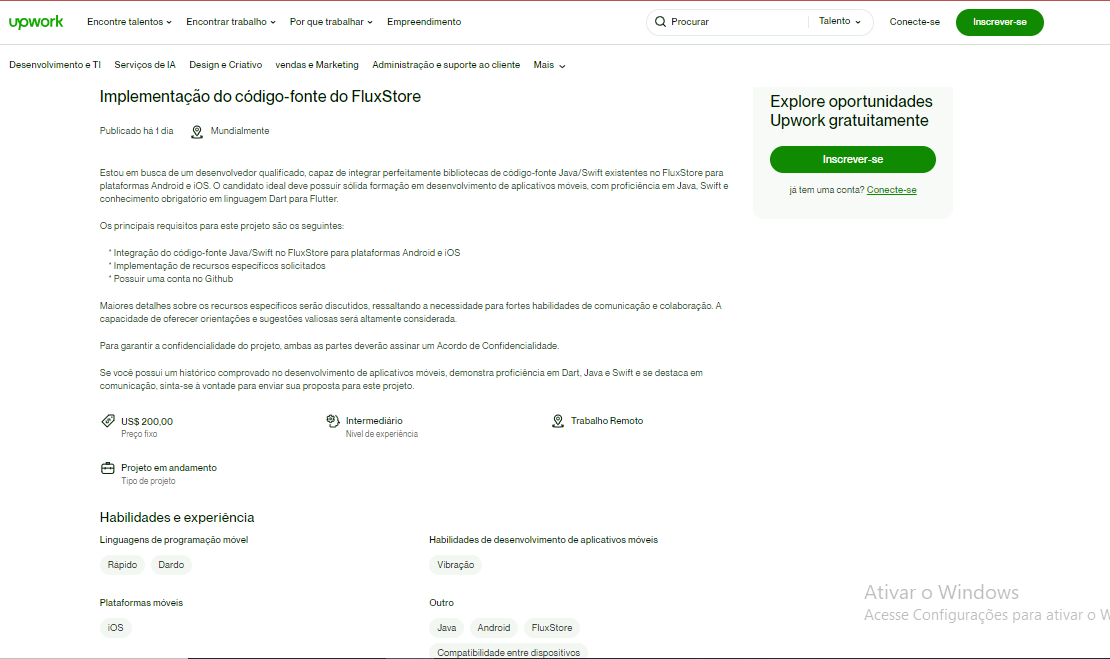 upwork Encontre talentos Encontrar trabalho Por que trabalhar Empreendimento Procurar Talento Conecte-se Inscrever-se
Desenvolvimento e TI Serviços de IA Design e Criativo vendas e Marketing Administração e suporte ao cliente Mais
Implementação do código-fonte do FluxStore
Publicado há 1 dia Mundialmente
Estou em busca de um desenvolvedor qualificado, capaz de integrar perfeitamente bibliotecas de código-fonte Java/Swift existentes no FluxStore para
plataformas Android e iOS. O candidato ideal deve possuir sólida formação em desenvolvimento de aplicativos móveis, com proficiência em Java, Swift e
conhecimento obrigatório em linguagem Dart para Flutter.
Os principais requisitos para este projeto são os seguintes:
* Integração do código-fonte Java/Swift no FluxStore para plataformas Android e iOS
* Implementação de recursos específicos solicitados
* Possuir uma conta no Github
Maiores detalhes sobre os recursos específicos serão discutidos, ressaltando a necessidade para fortes habilidades de comunicação e colaboração. A
capacidade de oferecer orientações e sugestões valiosas será altamente considerada.
Para garantir a confidencialidade do projeto, ambas as partes deverão assinar um Acordo de Confidencialidade.
Se você possui um histórico comprovado no desenvolvimento de aplicativos móveis, demonstra proficiência em Dart, Java e Swift e se destaca em
comunicação, sinta-se à vontade para enviar sua proposta para este projeto.
US$ 200,00 Intermediário Trabalho Remoto
Preço fixo Nível de experiência
Projeto em andamento
Tipo de projeto
Habilidades e experiência
Linguagens de programação móvel Habilidades de desenvolvimento de aplicativos móveis
Rápido Dardo Vibração
Plataformas móveis Outro
iOS Java Android FluxStore
Compatibilidade entre dispositivos
Explore oportunidades
Upwork gratuitamente
Inscrever-se
já tem uma conta? Conecte-se
Ativar o Windows
Acesse Configurações para ativar o W